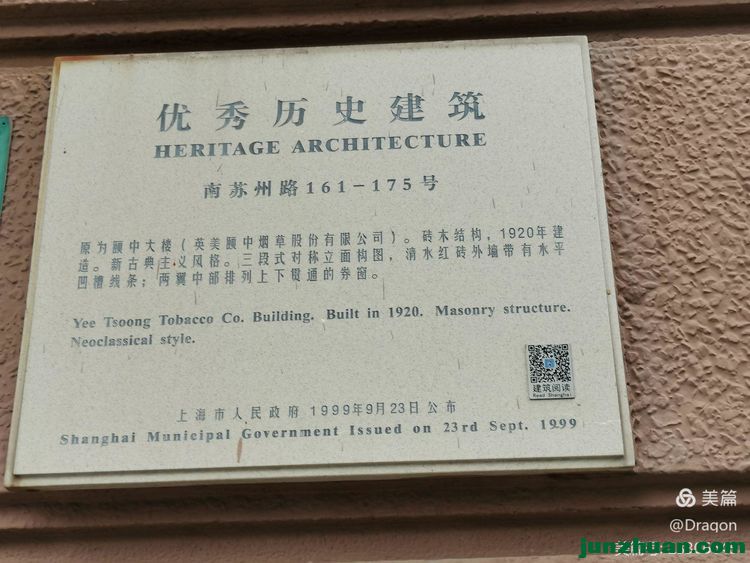 优秀历史建筑
HERITAGE ARCHITECTURE
南苏州路161-175号
原为颐中大楼(英美颐中烟草股份有限公司)。砖木结构,1920年建
造。新古典主义风格。三段式对称立面构图,清水红砖外墙带有水平
凹槽线条;两翼中部排列上下贯通的券窗。
Yee Tsoong Tobacco Co. Building. Built in 1920. Masonry structure.
Neoclassical style.
建筑阅读
Read Shanghai
上海市人民政府 1999年9月23日公布
Shanghai Municipal Government Issued on 23rd Sept. 1999
美篇
@Dragon
junzhuan.com